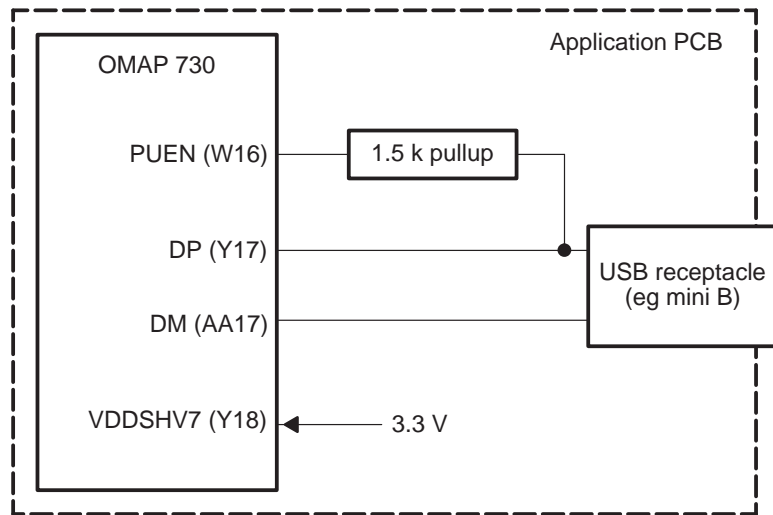 Application PCB
OMAP 730
PUEN (W16)
1.5 k pullup
DP (Y17)
USB receptacle
(eg mini B)
DM (AA17)
VDDSHV7 (Y18)
3.3 V